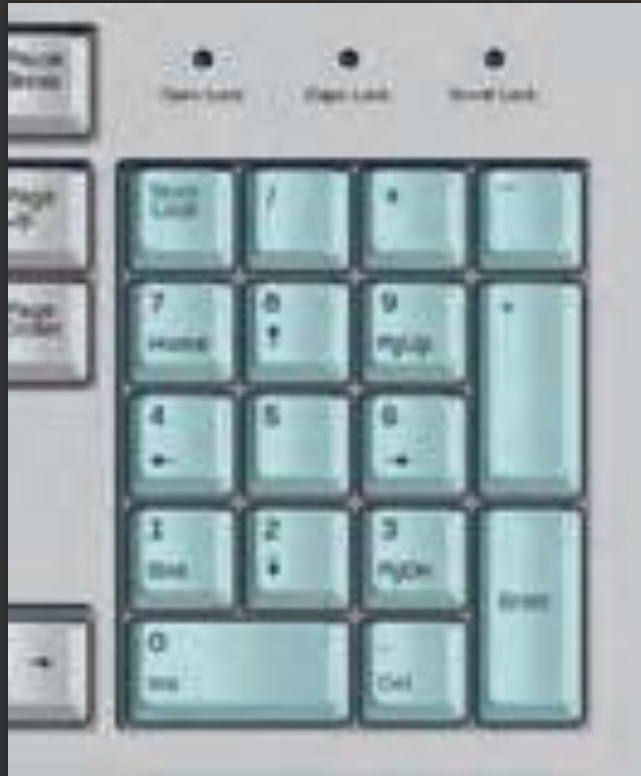 Pause
Break
Num Lock
Caps Lock
Scroll Lock
Page
Up
Page
Down
Num
Lock
/
*
-
7
Home
8
↑
9
PgUp
+
4
←
5
6
→
1
End
2
↓
3
PgDn
Enter
→
0
Ins
.
Del